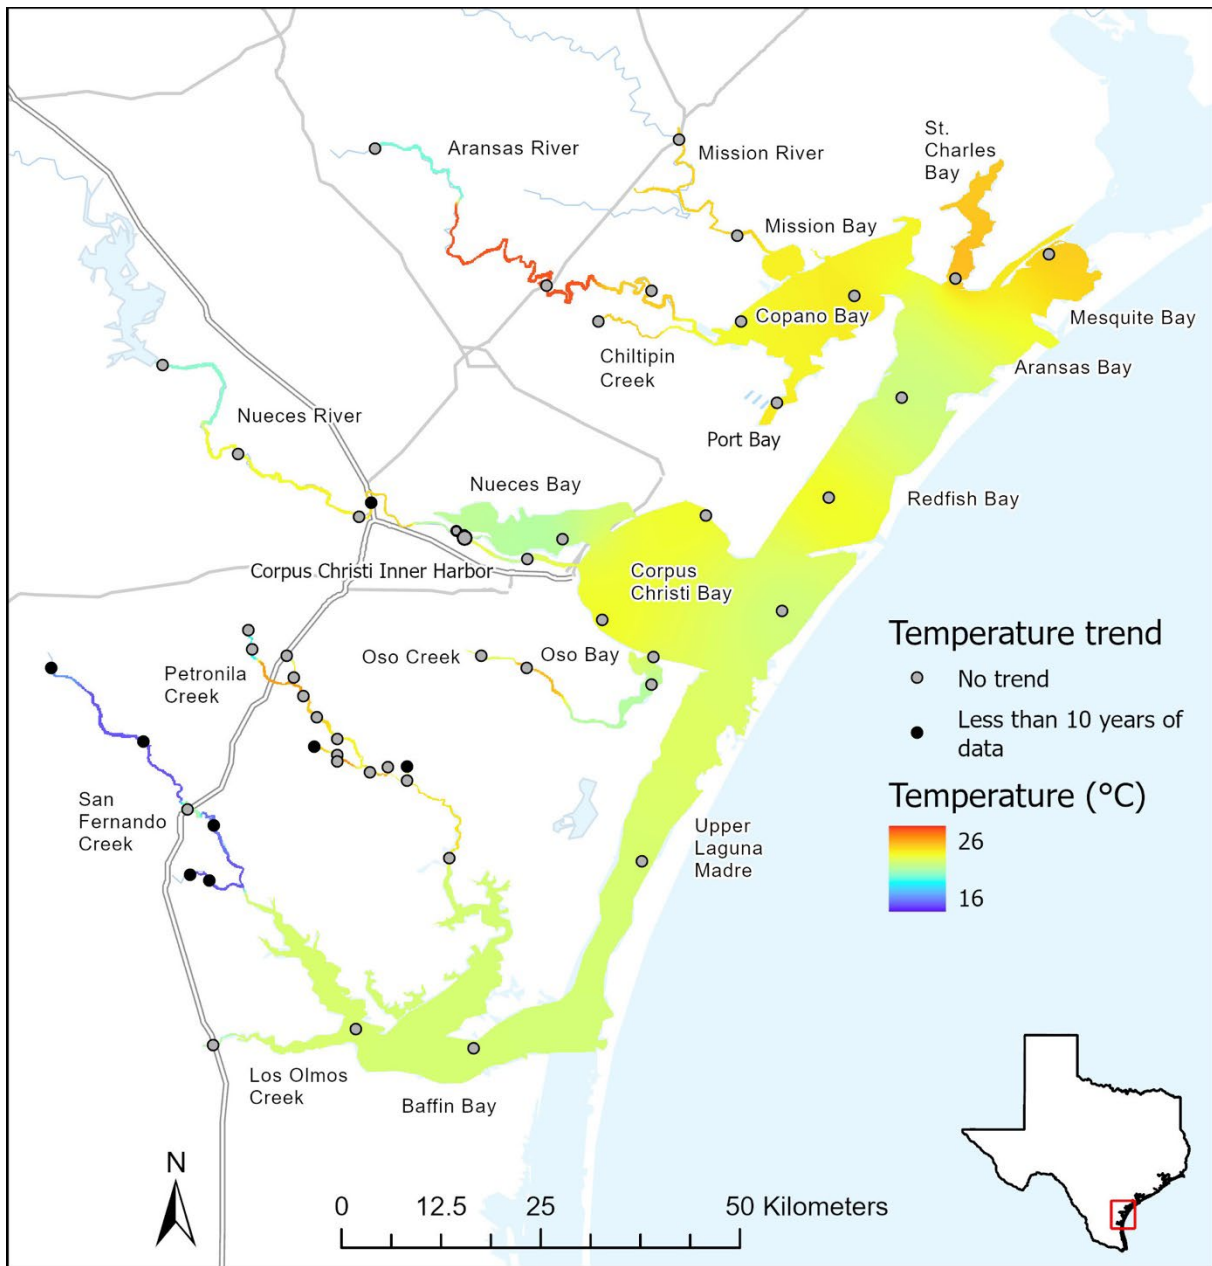 St.
Charles
Bay
Aransas River
Mission River
Mission Bay
Copano Bay
Mesquite Bay
Aransas Bay
Chiltipin
Creek
Nueces River
Port Bay
Nueces Bay
Redfish Bay
Corpus Christi Inner Harbor
Corpus
Christi Bay
Oso Creek
Oso Bay
Petronila
Creek
San
Fernando
Creek
Upper
Laguna
Madre
Los Olmos
Creek
Baffin Bay
Temperature trend
No trend
Less than 10 years of
data
Temperature (°C)
26
16
N
0 12.5 25 50 Kilometers